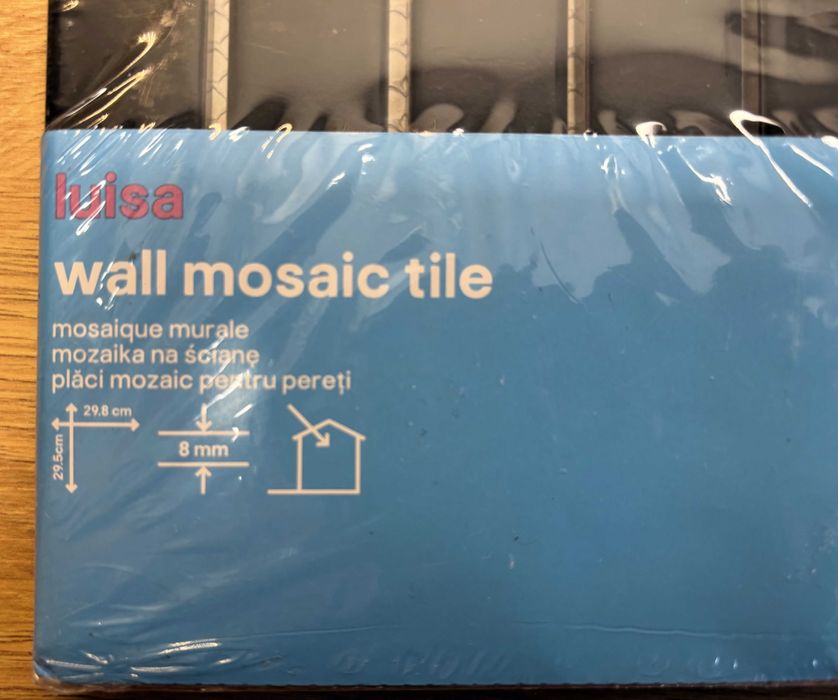 luisa
wall mosaic tile
mosaique murale
mozaika na ścianę
plăci mozaic pentru pereți
29.8 cm
29.5cm
8 mm